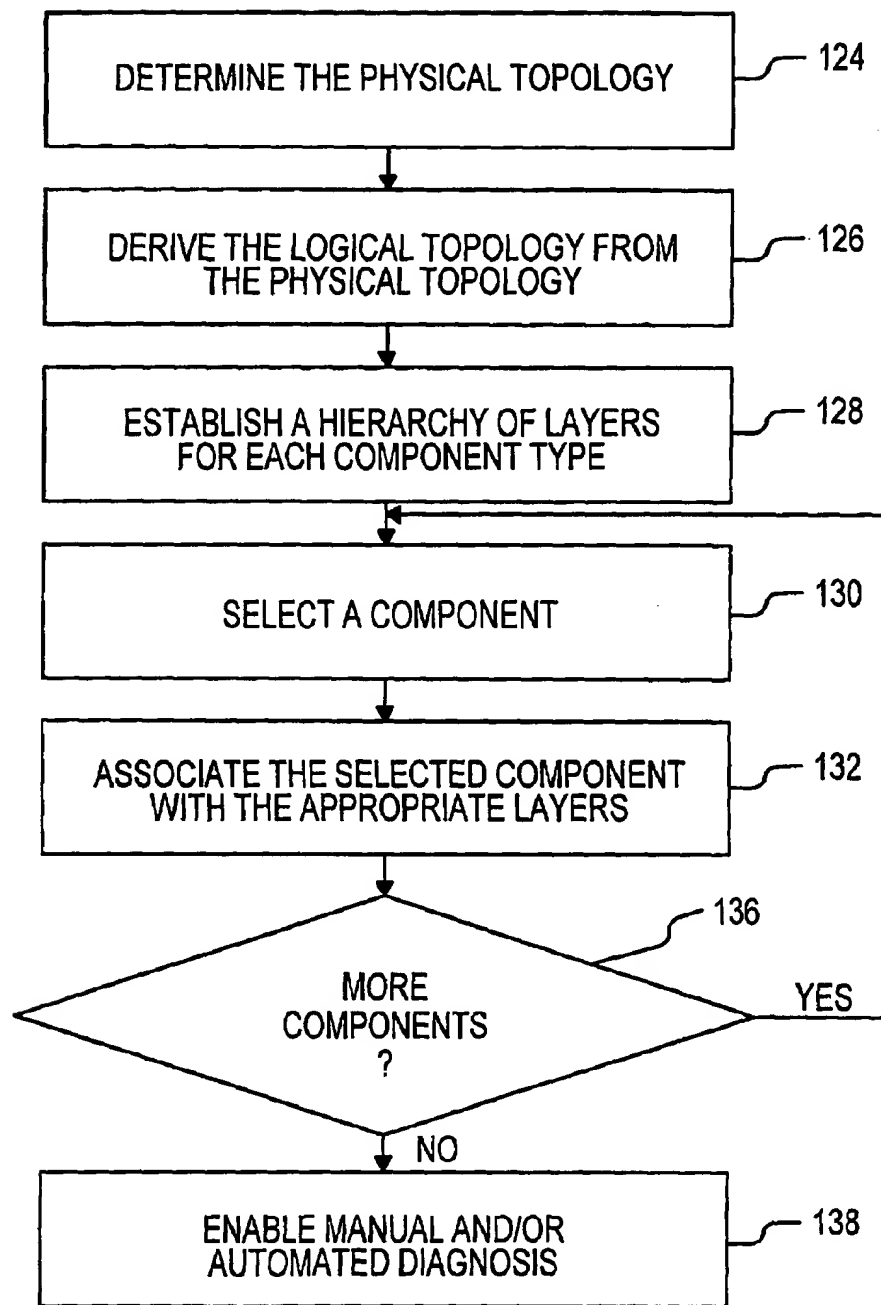 DETERMINE THE PHYSICAL TOPOLOGY
124
DERIVE THE LOGICAL TOPOLOGY FROM
THE PHYSICAL TOPOLOGY
126
ESTABLISH A HIERARCHY OF LAYERS
FOR EACH COMPONENT TYPE
128
SELECT A COMPONENT
130
ASSOCIATE THE SELECTED COMPONENT
WITH THE APPROPRIATE LAYERS
132
136
MORE
COMPONENTS
?
YES
NO
ENABLE MANUAL AND/OR
AUTOMATED DIAGNOSIS
138